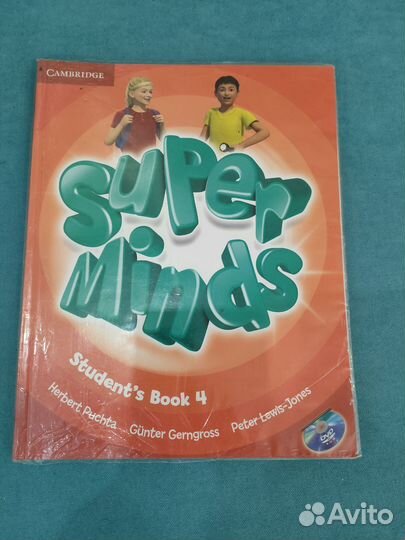 CAMBRIDGE
Super
Minds
Student's Book 4
Herbert Puchta Günter Gerngross Peter Lewis-Jones
DVD
Avito